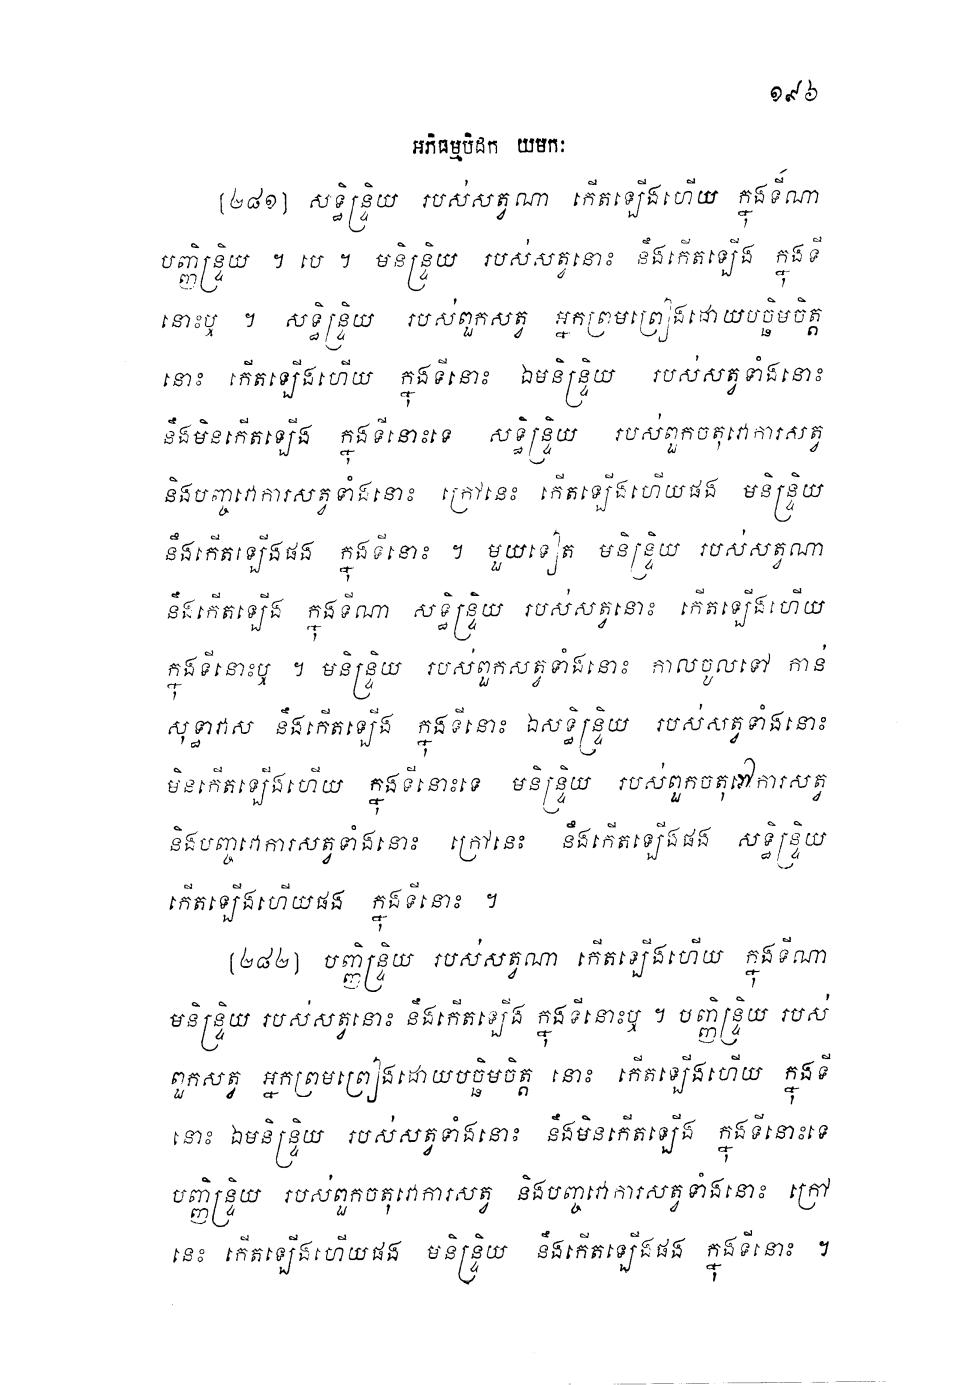 ១៩៦
អភិធម្មបិដក យមកៈ
[២៨១] សទ្ធិន្ទ្រិយ របស់សត្វណា កើតឡើងហើយ ក្នុងទីណា
បញ្ញិន្ទ្រិយ ។ បេ ។ មនិន្ទ្រិយ របស់សត្វនោះ នឹងកើតឡើង ក្នុងទី
នោះឬ ។ សទ្ធិន្ទ្រិយ របស់ពួកសត្វ អ្នកព្រមព្រៀងដោយបច្ឆិមចិត្ត
នោះ កើតឡើងហើយ ក្នុងទីនោះ ឯមនិន្ទ្រិយ របស់សត្វទាំងនោះ
នឹងមិនកើតឡើង ក្នុងទីនោះទេ សទ្ធិន្ទ្រិយ របស់ពួកចតុវោការសត្វ
និងបញ្ចវោការសត្វទាំងនោះ ក្រៅនេះ កើតឡើងហើយផង មនិន្ទ្រិយ
នឹងកើតឡើងផង ក្នុងទីនោះ ។ មួយទៀត មនិន្ទ្រិយ របស់សត្វណា
នឹងកើតឡើង ក្នុងទីណា សទ្ធិន្ទ្រិយ របស់សត្វនោះ កើតឡើងហើយ
ក្នុងទីនោះឬ ។ មនិន្ទ្រិយ របស់ពួកសត្វទាំងនោះ កាលចូលទៅ កាន់
សុទ្ធាវាស នឹងកើតឡើង ក្នុងទីនោះ ឯសទ្ធិន្ទ្រិយ របស់សត្វទាំងនោះ
មិនកើតឡើងហើយ ក្នុងទីនោះទេ មនិន្ទ្រិយ របស់ពួកចតុវោការសត្វ
និងបញ្ចវោការសត្វទាំងនោះ ក្រៅនេះ នឹងកើតឡើងផង សទ្ធិន្ទ្រិយ
កើតឡើងហើយផង ក្នុងទីនោះ ។
[២៨២] បញ្ញិន្ទ្រិយ របស់សត្វណា កើតឡើងហើយ ក្នុងទីណា
មនិន្ទ្រិយ របស់សត្វនោះ នឹងកើតឡើង ក្នុងទីនោះឬ ។ បញ្ញិន្ទ្រិយ របស់
ពួកសត្វ អ្នកព្រមព្រៀងដោយបច្ឆិមចិត្ត នោះ កើតឡើងហើយ ក្នុងទី
នោះ ឯមនិន្ទ្រិយ របស់សត្វទាំងនោះ នឹងមិនកើតឡើង ក្នុងទីនោះទេ
បញ្ញិន្ទ្រិយ របស់ពួកចតុវោការសត្វ និងបញ្ចវោការសត្វទាំងនោះ ក្រៅ
នេះ កើតឡើងហើយផង មនិន្ទ្រិយ នឹងកើតឡើងផង ក្នុងទីនោះ ។